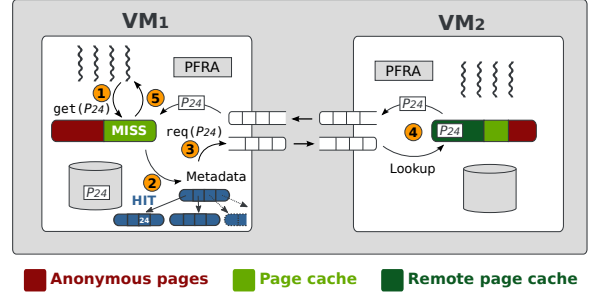 VM1
VM2
PFRA
PFRA
1
5
get(P24)
P24
P24
MISS
req(P24)
3
4
P24
Lookup
2
Metadata
P24
HIT
24
Anonymous pages
Page cache
Remote page cache